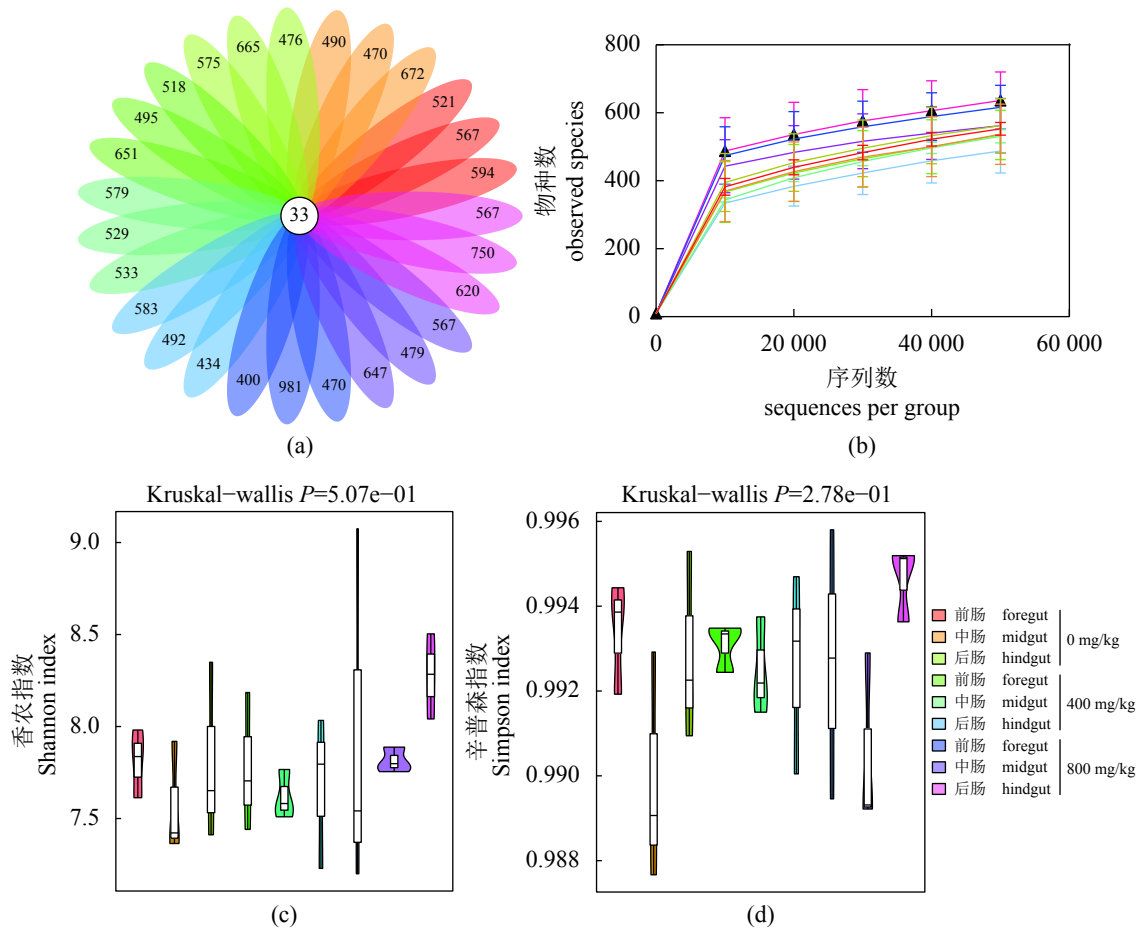 476
490
470
672
521
567
594
567
750
620
567
479
647
470
981
400
434
492
583
533
529
579
651
495
518
575
665
33
(a)
800
600
400
200
0
物种数
observed species
0
20 000
40 000
60 000
序列数
sequences per group
(b)
Kruskal−wallis P=5.07e−01
9.0
8.5
8.0
7.5
香农指数
Shannon index
(c)
Kruskal−wallis P=2.78e−01
0.996
0.994
0.992
0.990
0.988
辛普森指数
Simpson index
(d)
前肠 foregut
中肠 midgut
后肠 hindgut
0 mg/kg
前肠 foregut
中肠 midgut
后肠 hindgut
400 mg/kg
前肠 foregut
中肠 midgut
后肠 hindgut
800 mg/kg